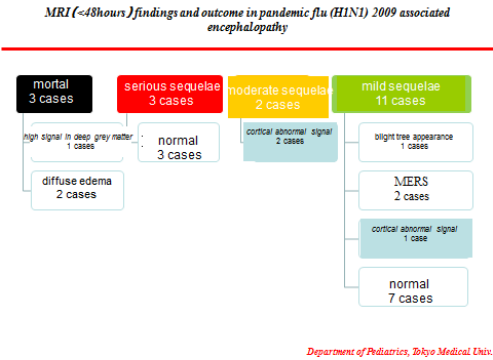 MRI (<48hours) findings and outcome in pandemic flu (H1N1) 2009 associated
encephalopathy
mortal
3 cases
high signal in deep grey matter
1 cases
diffuse edema
2 cases
serious sequelae
3 cases
normal
3 cases
moderate sequelae
2 cases
cortical abnormal signal
2 cases
mild sequelae
11 cases
blight tree appearance
1 cases
MERS
2 cases
cortical abnormal signal
1 case
normal
7 cases
Department of Pediatrics, Tokyo Medical Univ.